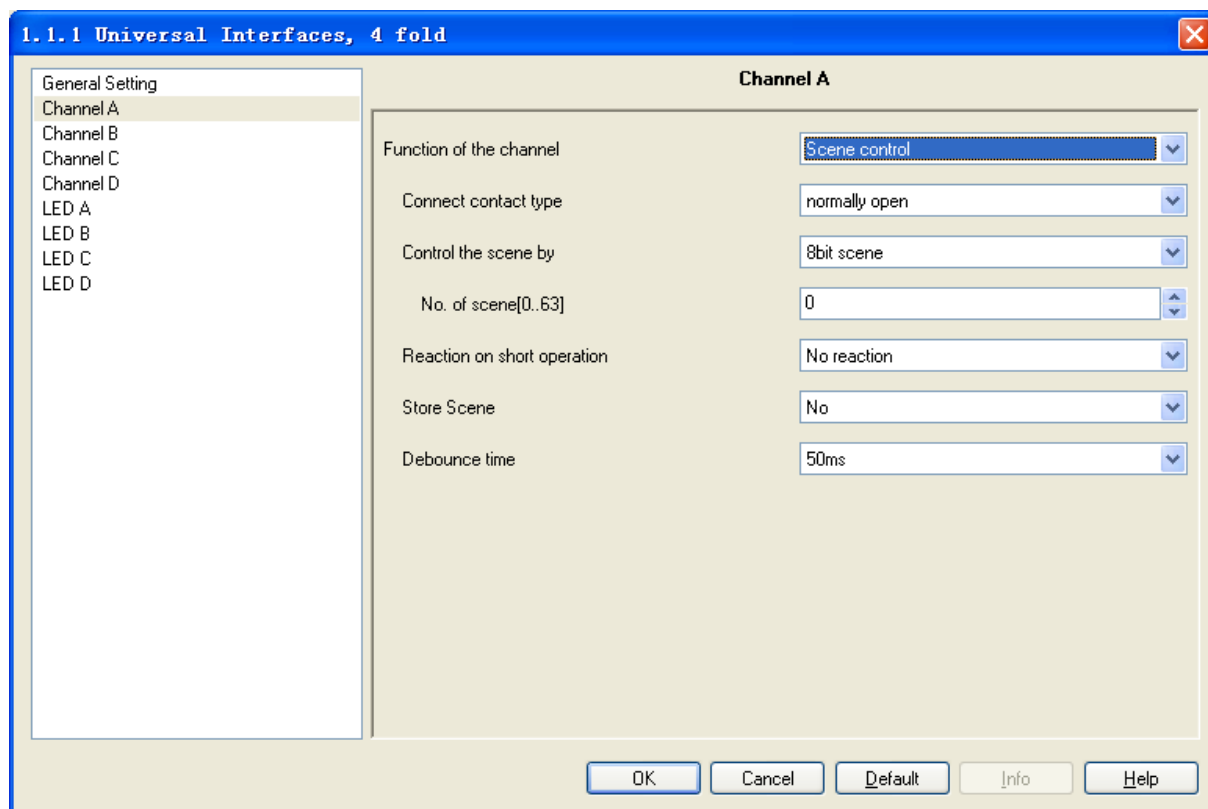 1.1.1 Universal Interfaces, 4 fold
General Setting
Channel A
Channel B
Channel C
Channel D
LED A
LED B
LED C
LED D
Channel A
Function of the channel
Scene control
Connect contact type
normally open
Control the scene by
8bit scene
No. of scene[0..63]
0
Reaction on short operation
No reaction
Store Scene
No
Debounce time
50ms
OK
Cancel
Default
Info
Help